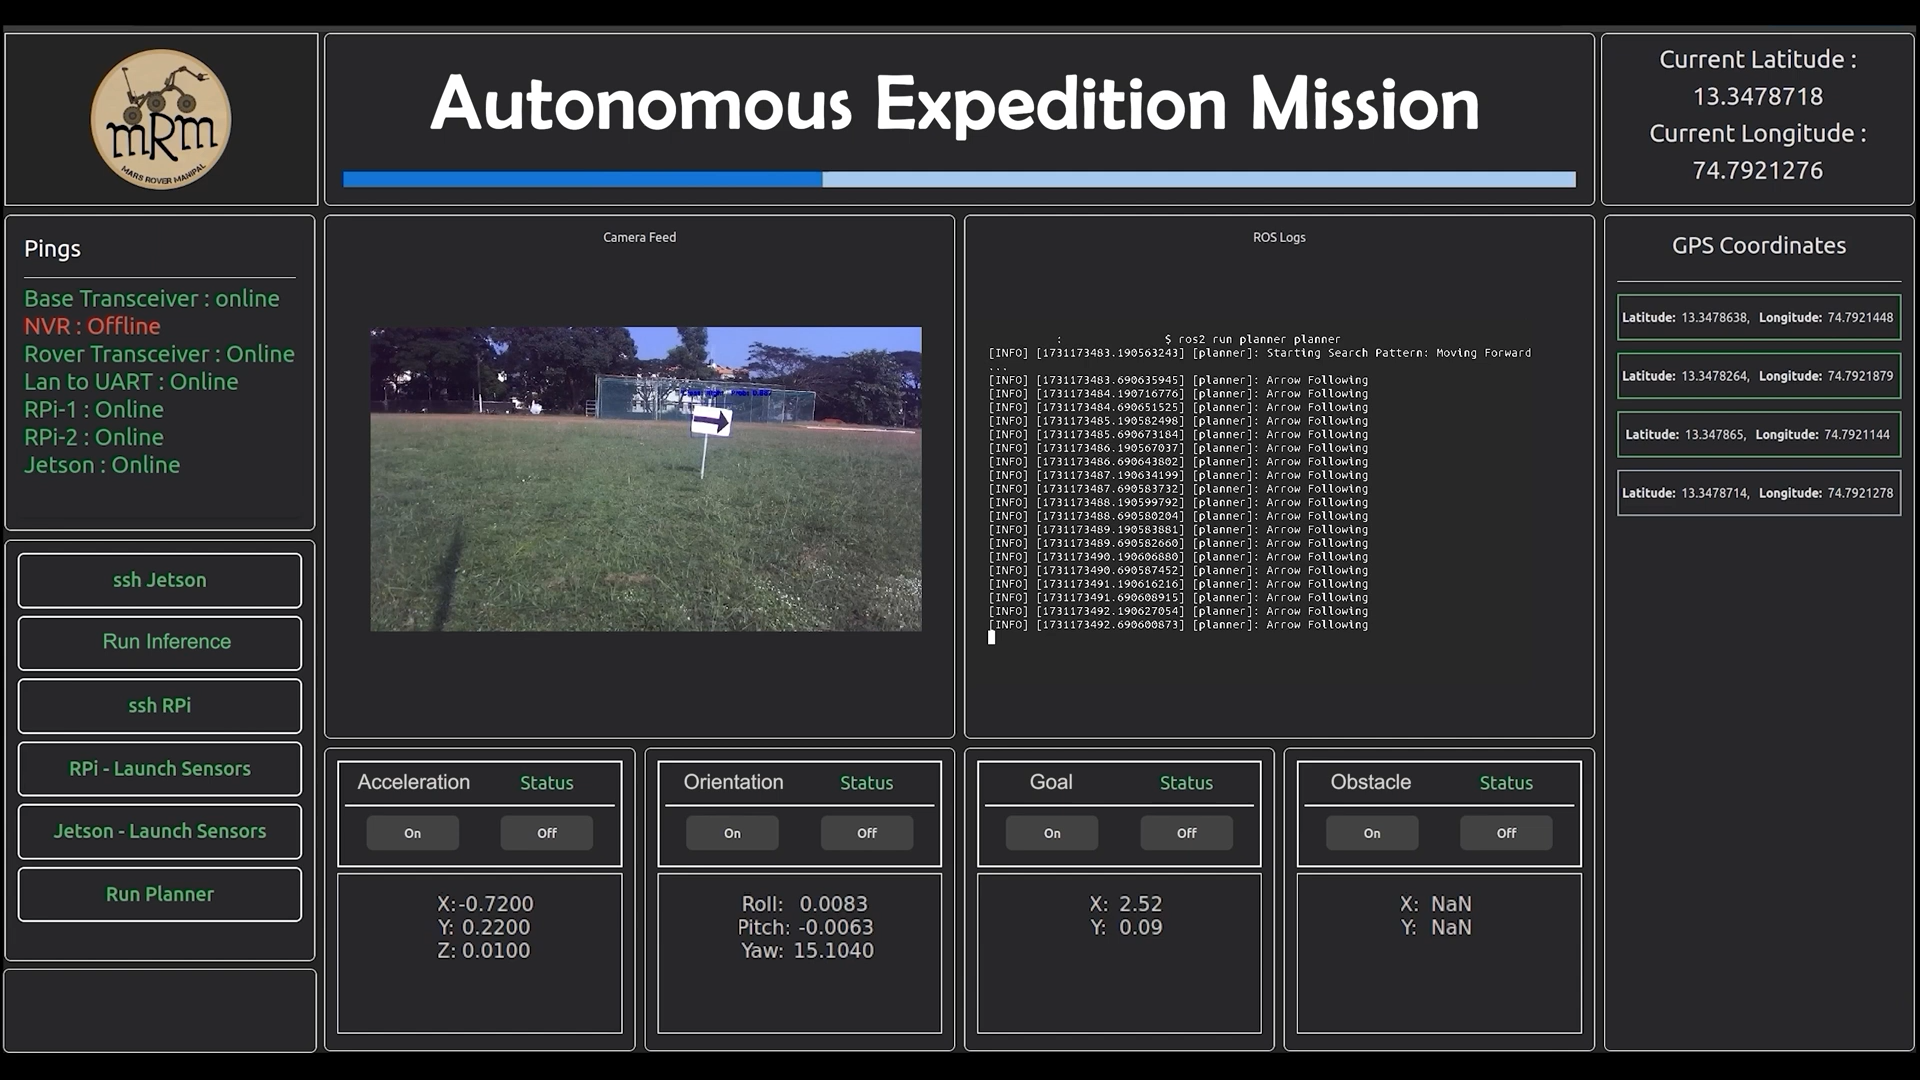 mRm
MARS ROVER MANIPAL
Autonomous Expedition Mission
Current Latitude :
13.3478718
Current Longitude :
74.7921276
Pings
Base Transceiver : online
NVR : Offline
Rover Transceiver : Online
Lan to UART : Online
RPi-1 : Online
RPi-2 : Online
Jetson : Online
ssh Jetson
Run Inference
ssh RPi
RPi - Launch Sensors
Jetson - Launch Sensors
Run Planner
Camera Feed
ROS Logs
: $ ros2 run planner planner
[INFO] [1731173483.190563243] [planner]: Starting Search Pattern: Moving Forward
...
[INFO] [1731173483.690635945] [planner]: Arrow Following
[INFO] [1731173484.190716776] [planner]: Arrow Following
[INFO] [1731173484.690651525] [planner]: Arrow Following
[INFO] [1731173485.190582498] [planner]: Arrow Following
[INFO] [1731173485.690673184] [planner]: Arrow Following
[INFO] [1731173486.190567037] [planner]: Arrow Following
[INFO] [1731173486.690643802] [planner]: Arrow Following
[INFO] [1731173487.190634199] [planner]: Arrow Following
[INFO] [1731173487.690583732] [planner]: Arrow Following
[INFO] [1731173488.190599792] [planner]: Arrow Following
[INFO] [1731173488.690580204] [planner]: Arrow Following
[INFO] [1731173489.190583881] [planner]: Arrow Following
[INFO] [1731173489.690582660] [planner]: Arrow Following
[INFO] [1731173490.190606880] [planner]: Arrow Following
[INFO] [1731173490.690587452] [planner]: Arrow Following
[INFO] [1731173491.190616216] [planner]: Arrow Following
[INFO] [1731173491.690608915] [planner]: Arrow Following
[INFO] [1731173492.190627054] [planner]: Arrow Following
[INFO] [1731173492.690600873] [planner]: Arrow Following
GPS Coordinates
Latitude: 13.3478638, Longitude: 74.7921448
Latitude: 13.3478264, Longitude: 74.7921879
Latitude: 13.347865, Longitude: 74.7921144
Latitude: 13.3478714, Longitude: 74.7921278
Acceleration Status
On Off
X:-0.7200
Y: 0.2200
Z: 0.0100
Orientation Status
On Off
Roll: 0.0083
Pitch: -0.0063
Yaw: 15.1040
Goal Status
On Off
X: 2.52
Y: 0.09
Obstacle Status
On Off
X: NaN
Y: NaN